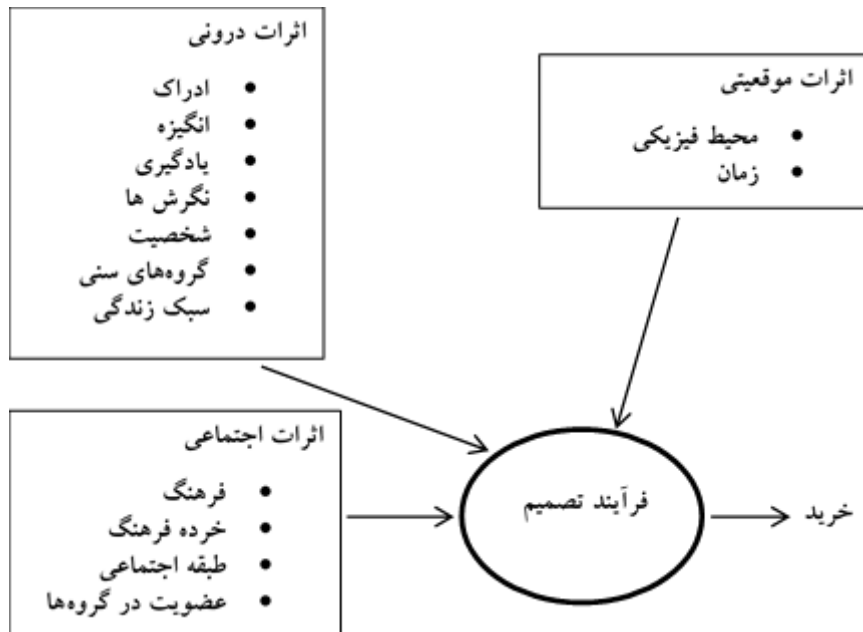 اثرات درونی
• ادراک
• انگیزه
• یادگیری
• نگرش ها
• شخصیت
• گروه‌های سنی
• سبک زندگی
اثرات موقعیتی
• محیط فیزیکی
• زمان
اثرات اجتماعی
• فرهنگ
• خرده فرهنگ
• طبقه اجتماعی
• عضویت در گروه‌ها
فرآیند تصمیم
خرید